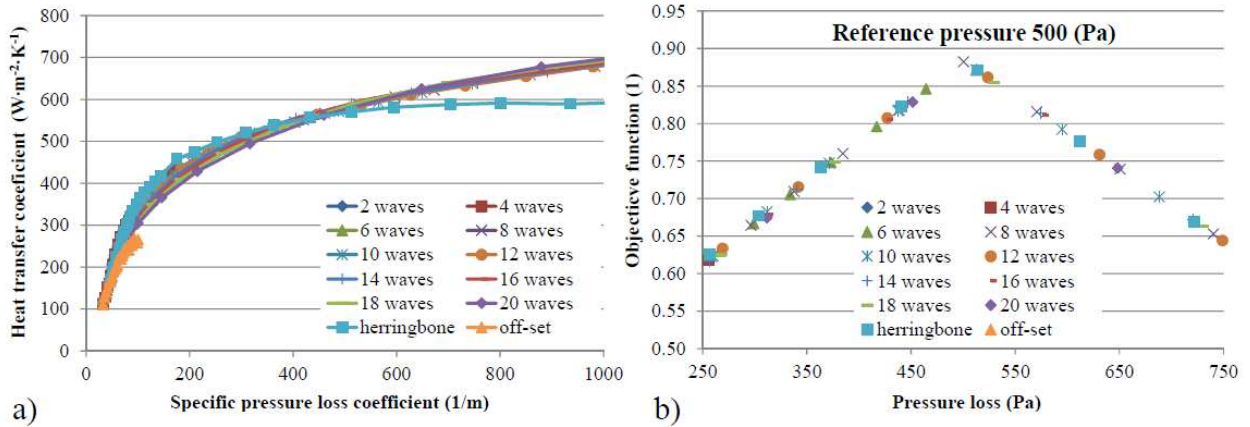 800
700
600
500
400
300
200
100
0
0 200 400 600 800 1000
Heat transfer coefficient (W·m-2·K-1)
Specific pressure loss coefficient (1/m)
2 waves 4 waves
6 waves 8 waves
10 waves 12 waves
14 waves 16 waves
18 waves 20 waves
herringbone off-set
a)
Reference pressure 500 (Pa)
0.95
0.90
0.85
0.80
0.75
0.70
0.65
0.60
0.55
0.50
250 350 450 550 650 750
Objectieve function (1)
Pressure loss (Pa)
2 waves 4 waves
6 waves 8 waves
10 waves 12 waves
14 waves 16 waves
18 waves 20 waves
herringbone off-set
b)